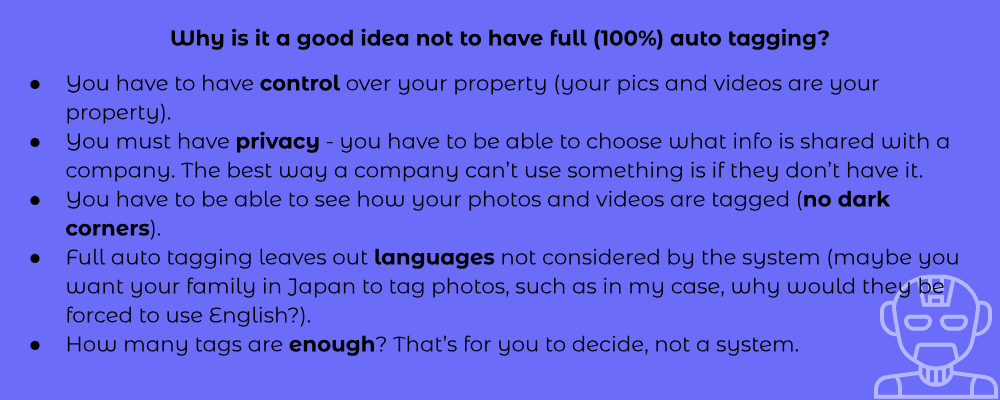 Why is it a good idea not to have full (100%) auto tagging?
● You have to have control over your property (your pics and videos are your
property).
● You must have privacy - you have to be able to choose what info is shared with a
company. The best way a company can’t use something is if they don’t have it.
● You have to be able to see how your photos and videos are tagged (no dark
corners).
● Full auto tagging leaves out languages not considered by the system (maybe you
want your family in Japan to tag photos, such as in my case, why would they be
forced to use English?).
● How many tags are enough? That’s for you to decide, not a system.